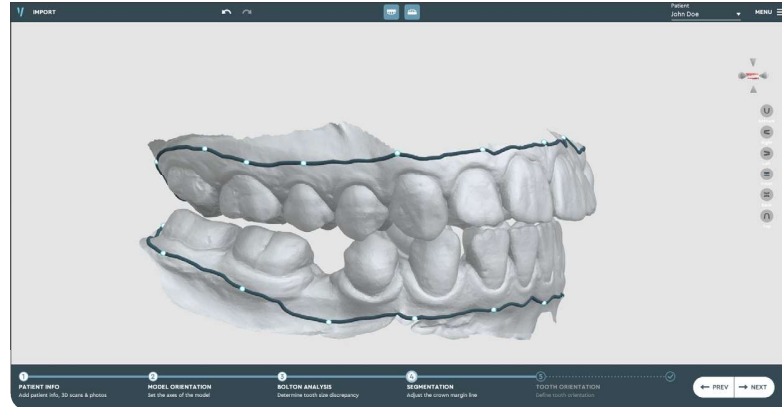 IMPORT
Patient
John Doe
MENU
1
PATIENT INFO
Add patient info, 3D scans & photos
2
MODEL ORIENTATION
Set the axes of the model
3
BOLTON ANALYSIS
Determine tooth size discrepancy
4
SEGMENTATION
Adjust the crown margin line
5
TOOTH ORIENTATION
Define tooth orientation
← PREV
→ NEXT